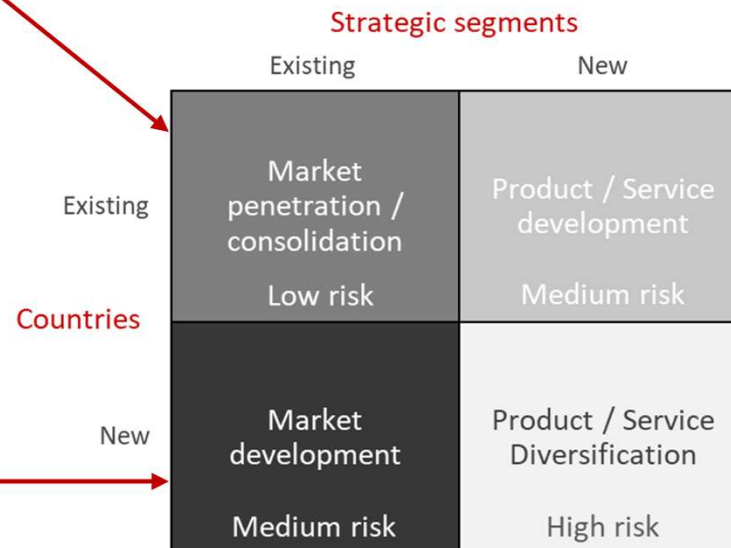 Strategic segments
Existing
New
Existing
Market
penetration /
consolidation
Low risk
Product / Service
development
Medium risk
Countries
New
Market
development
Medium risk
Product / Service
Diversification
High risk